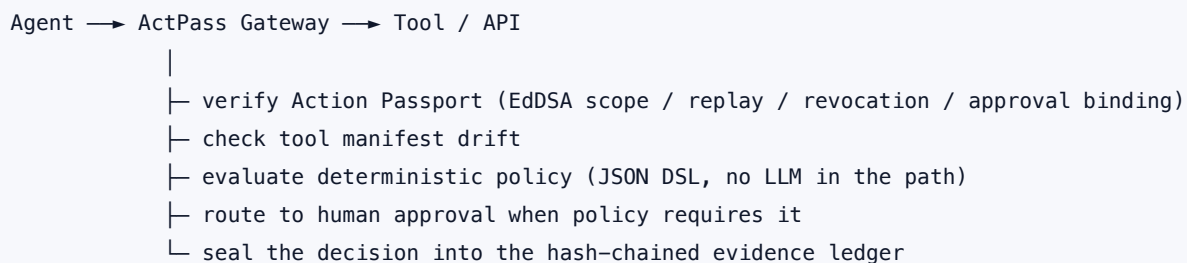 Agent ──► ActPass Gateway ──► Tool / API
│
├─ verify Action Passport (EdDSA scope / replay / revocation / approval binding)
├─ check tool manifest drift
├─ evaluate deterministic policy (JSON DSL, no LLM in the path)
├─ route to human approval when policy requires it
└─ seal the decision into the hash-chained evidence ledger